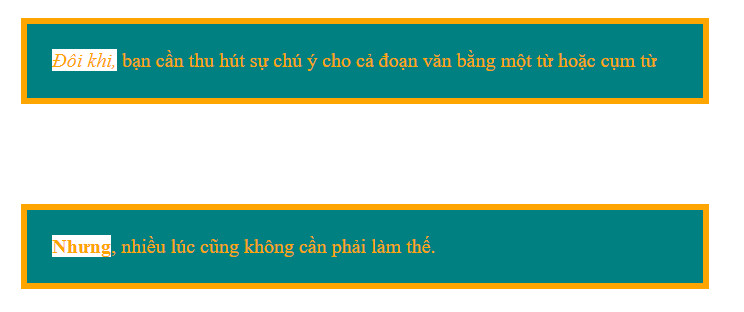 Đôi khi, bạn cần thu hút sự chú ý cho cả đoạn văn bằng một từ hoặc cụm từ
Nhưng, nhiều lúc cũng không cần phải làm thế.